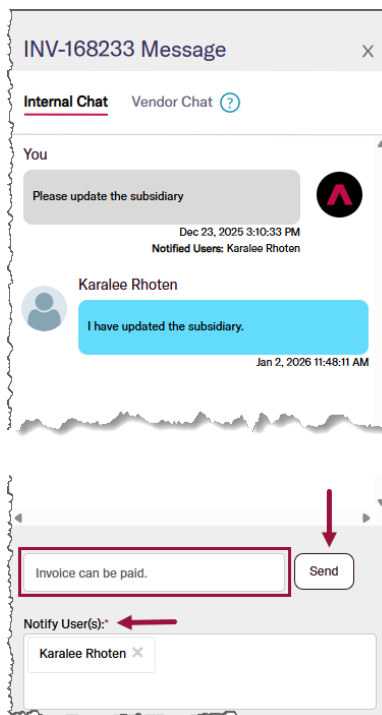 INV-168233 Message
Internal Chat Vendor Chat ?
You
Please update the subsidiary
Dec 23, 2025 3:10:33 PM
Notified Users: Karalee Rhoten
Karalee Rhoten
I have updated the subsidiary.
Jan 2, 2026 11:48:11 AM
Invoice can be paid. Send
Notify User(s):*
Karalee Rhoten